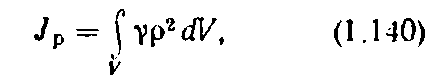 J_p = ∫_V γρ² dV, (1.140)